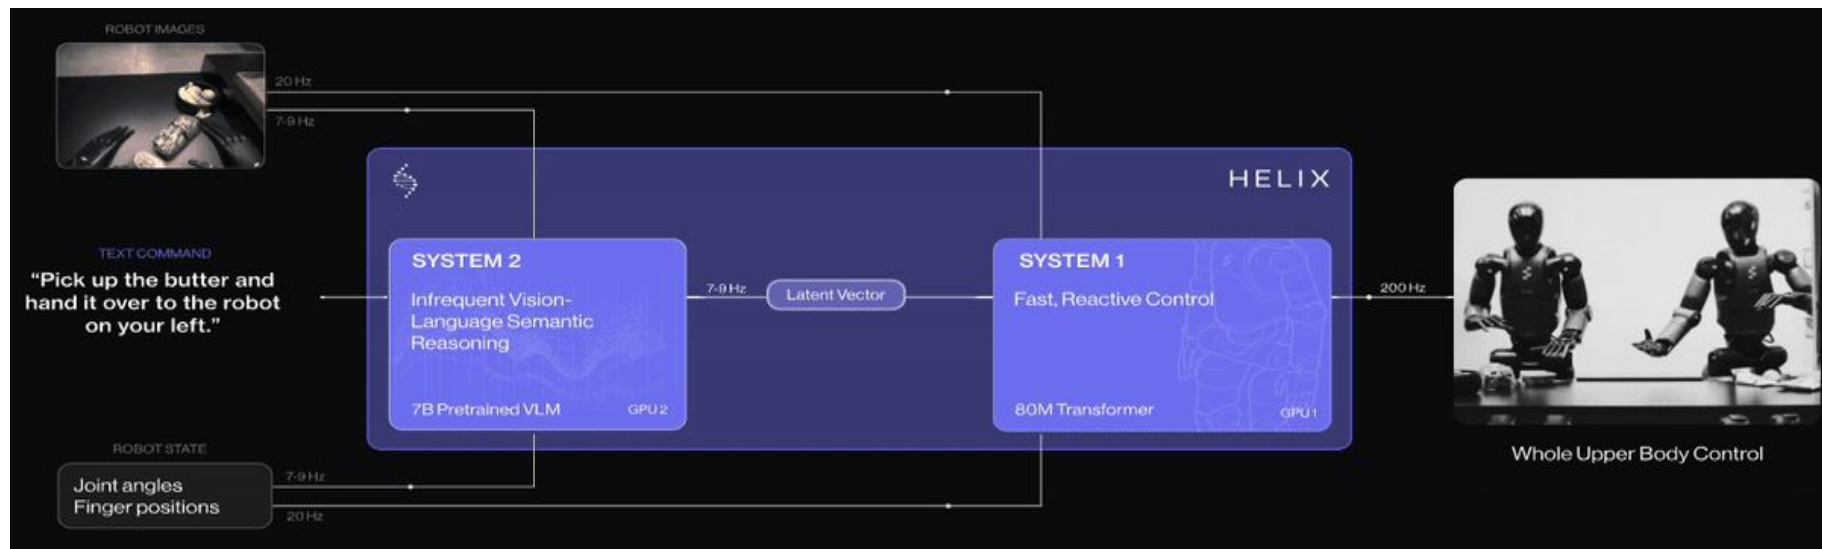 ROBOT IMAGES
20 Hz
7-9 Hz
HELIX
TEXT COMMAND
“Pick up the butter and
hand it over to the robot
on your left.”
SYSTEM 2
Infrequent Vision-
Language Semantic
Reasoning
7B Pretrained VLM
GPU 2
7-9 Hz
Latent Vector
SYSTEM 1
Fast, Reactive Control
80M Transformer
GPU 1
200 Hz
Whole Upper Body Control
ROBOT STATE
Joint angles
Finger positions
7-9 Hz
20 Hz